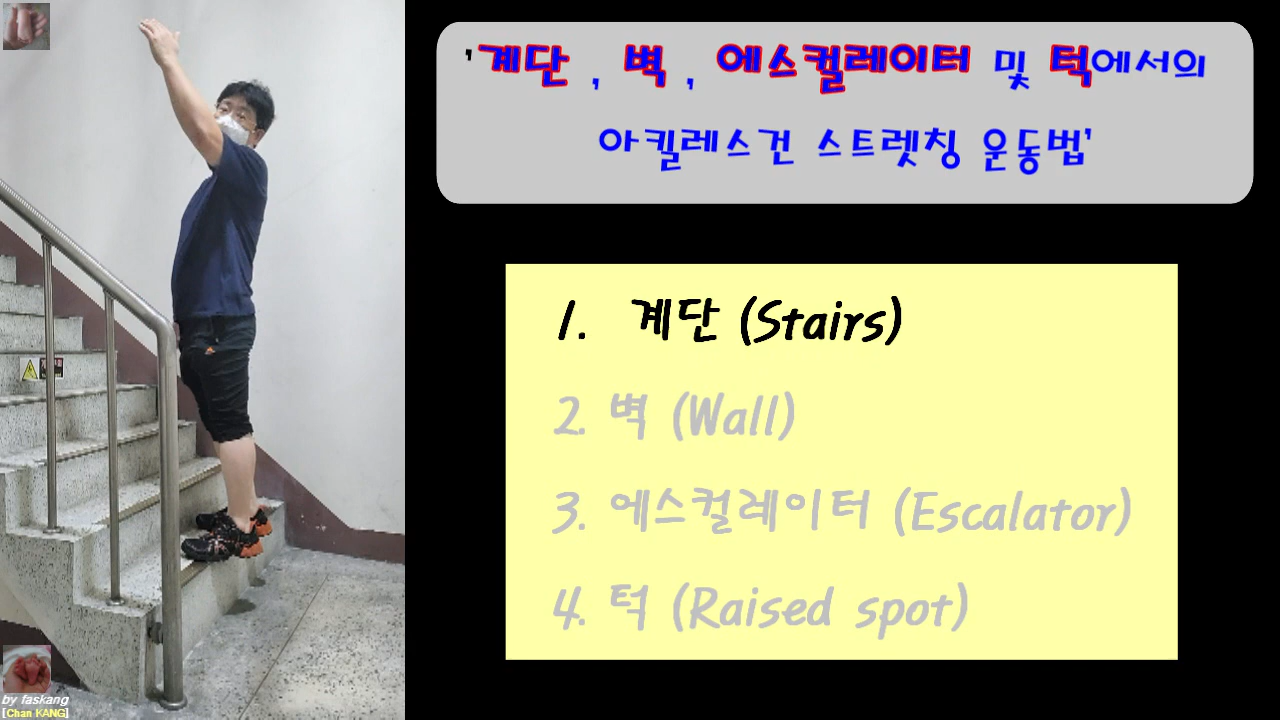 '계단 , 벽 , 에스컬레이터 및 턱에서의
아킬레스건 스트렛칭 운동법'
1. 계단 (Stairs)
2. 벽 (Wall)
3. 에스컬레이터 (Escalator)
4. 턱 (Raised spot)
by faskang
[Chan KANG]